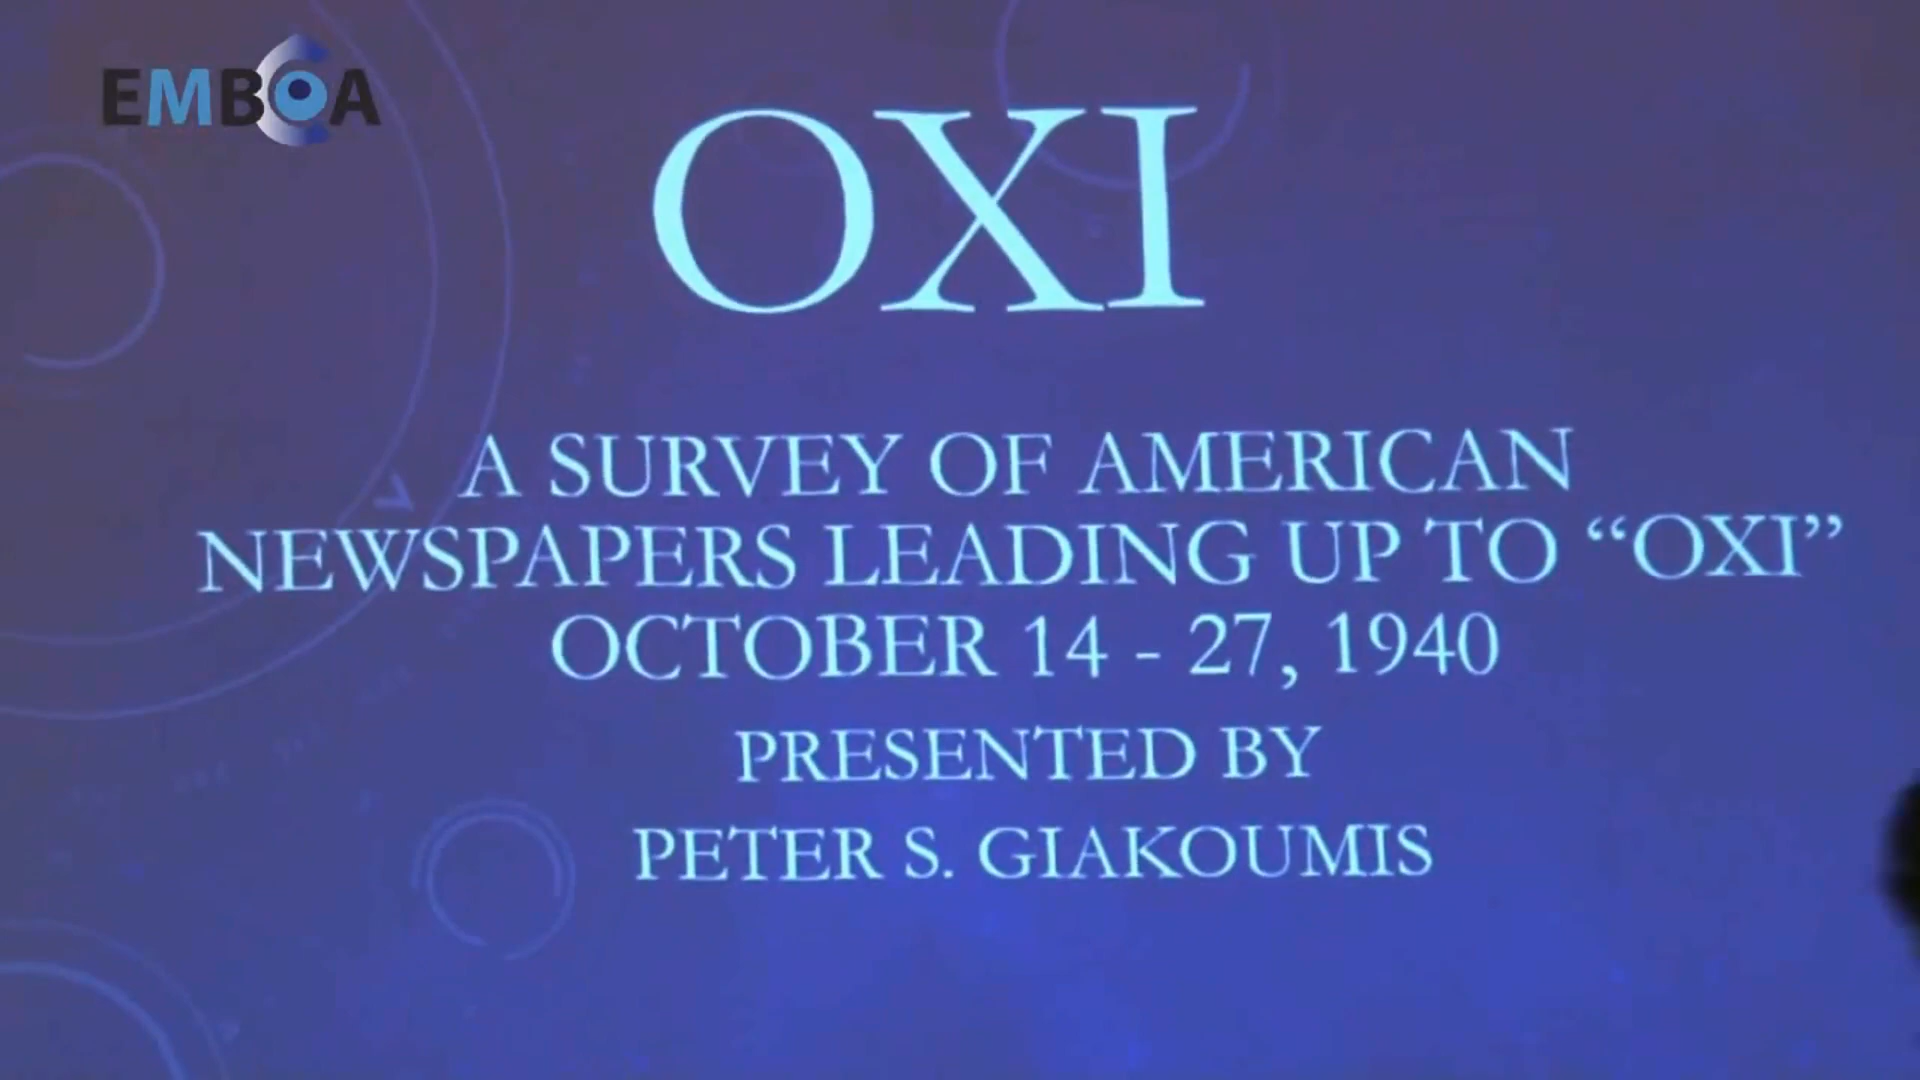 EMBOA
OXI
A SURVEY OF AMERICAN
NEWSPAPERS LEADING UP TO “OXI”
OCTOBER 14 - 27, 1940
PRESENTED BY
PETER S. GIAKOUMIS